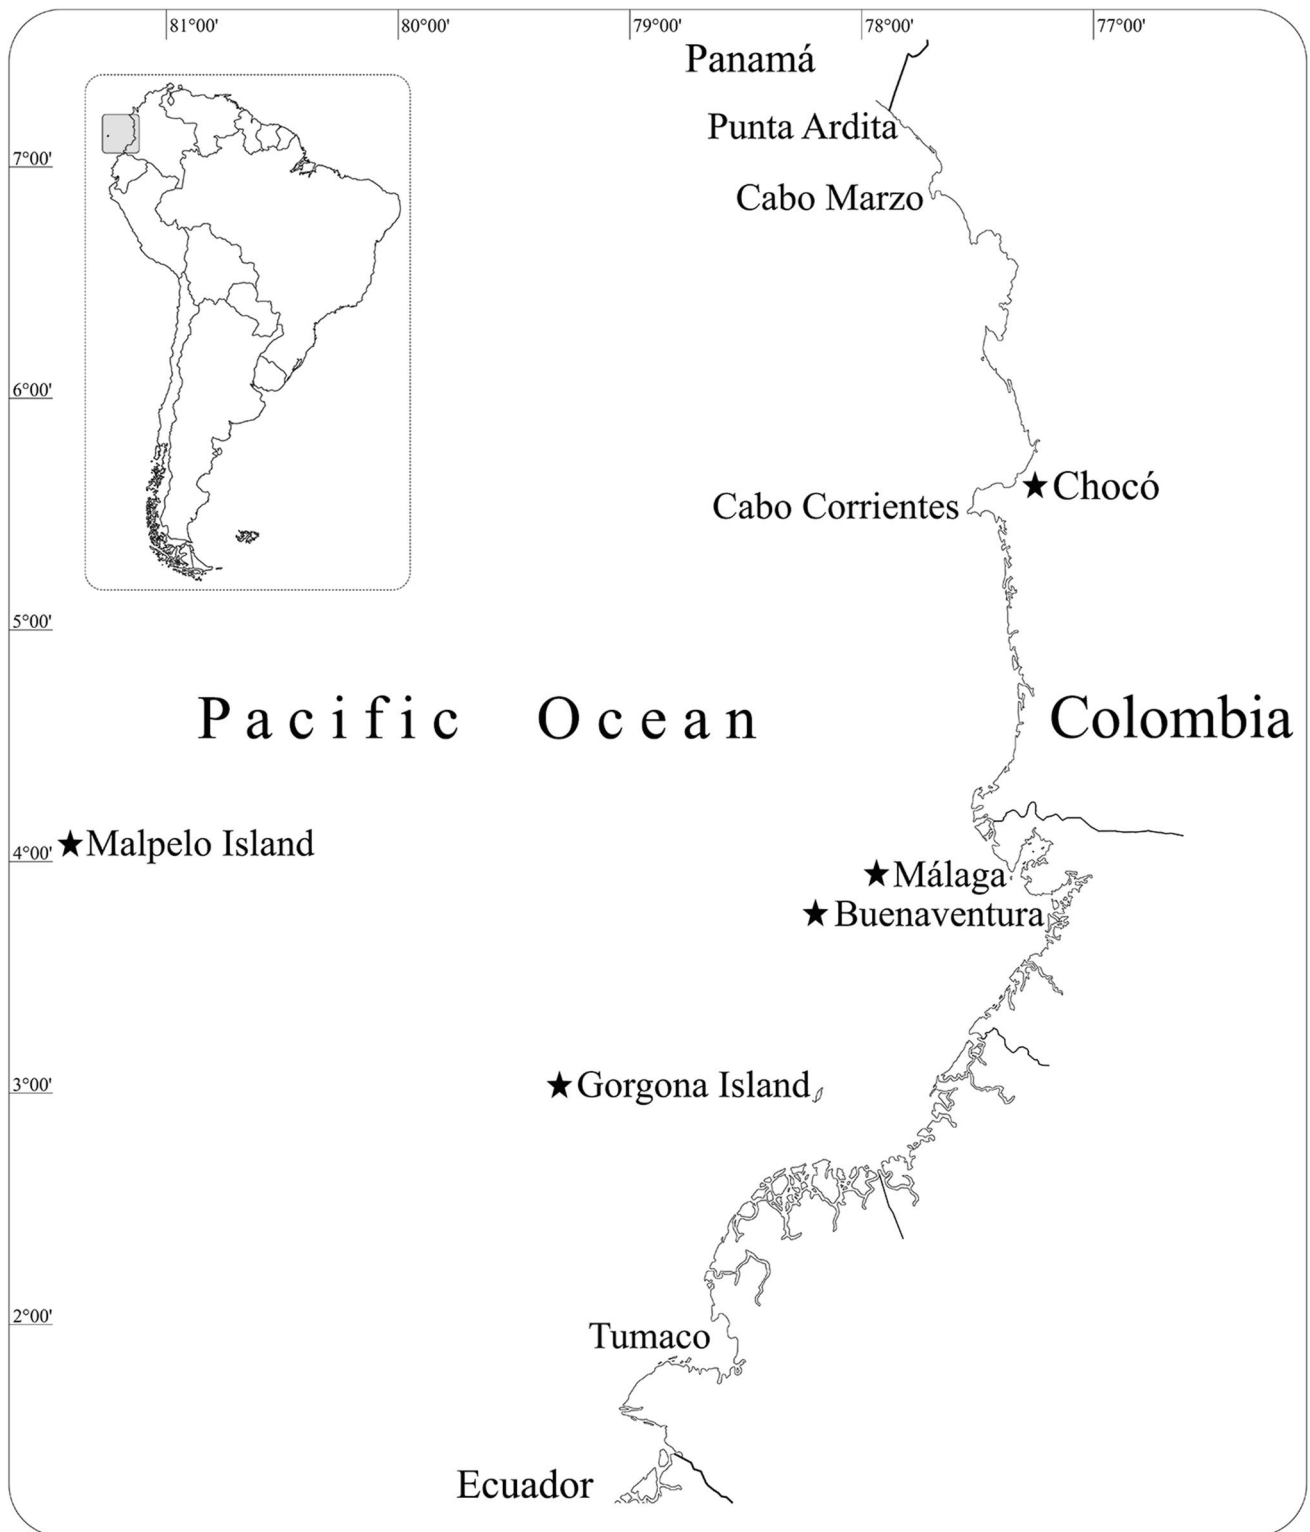 81°00' 80°00' 79°00' 78°00' 77°00'
Panamá
Punta Ardita
7°00'
Cabo Marzo
6°00'
★Chocó
Cabo Corrientes
5°00'
Pacific Ocean
Colombia
★Malpelo Island
4°00'
★Málaga
★Buenaventura
3°00'
★Gorgona Island
2°00'
Tumaco
Ecuador